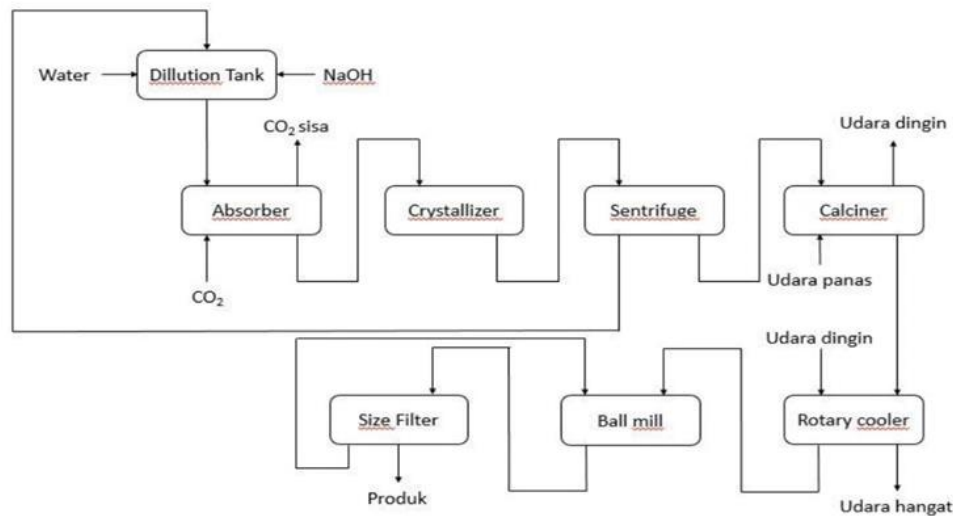 Water
Dillution Tank
NaOH
CO₂ sisa
Udara dingin
Absorber
Crystallizer
Sentrifuge
Calciner
CO₂
Udara panas
Udara dingin
Size Filter
Ball mill
Rotary cooler
Produk
Udara hangat